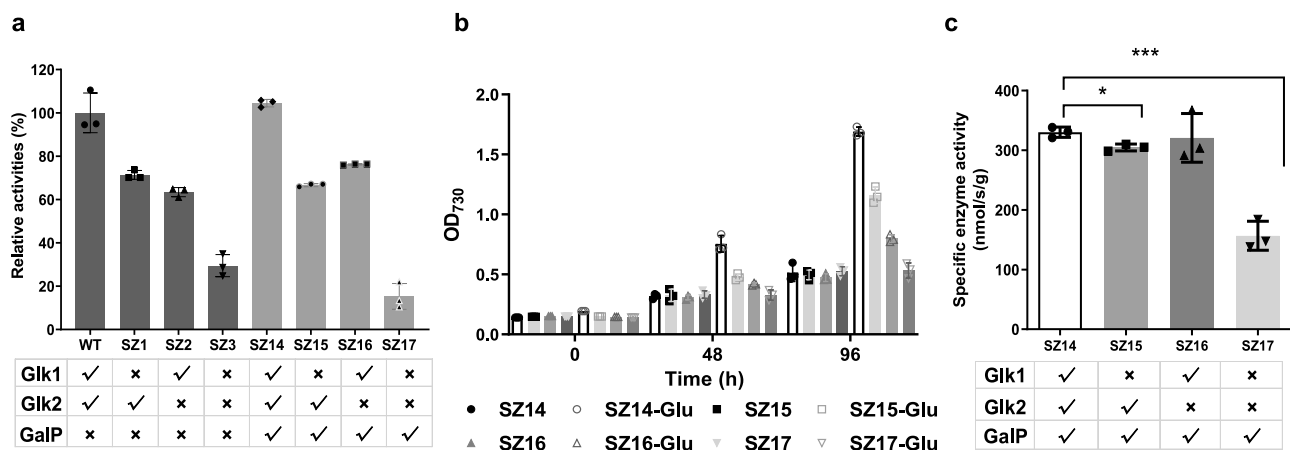 a
Relative activities (%)
120
100
80
60
40
20
0
WT SZ1 SZ2 SZ3 SZ14 SZ15 SZ16 SZ17
Glk1 ✓ × ✓ × ✓ × ✓ ×
Glk2 ✓ ✓ × × ✓ ✓ × ×
GalP × × × × ✓ ✓ ✓ ✓
b
OD730
2.0
1.5
1.0
0.5
0.0
0 48 96
Time (h)
SZ14 SZ14-Glu SZ15 SZ15-Glu
SZ16 SZ16-Glu SZ17 SZ17-Glu
c
Specific enzyme activity
(nmol/s/g)
***
*
400
300
200
100
0
SZ14 SZ15 SZ16 SZ17
Glk1 ✓ × ✓ ×
Glk2 ✓ ✓ × ×
GalP ✓ ✓ ✓ ✓